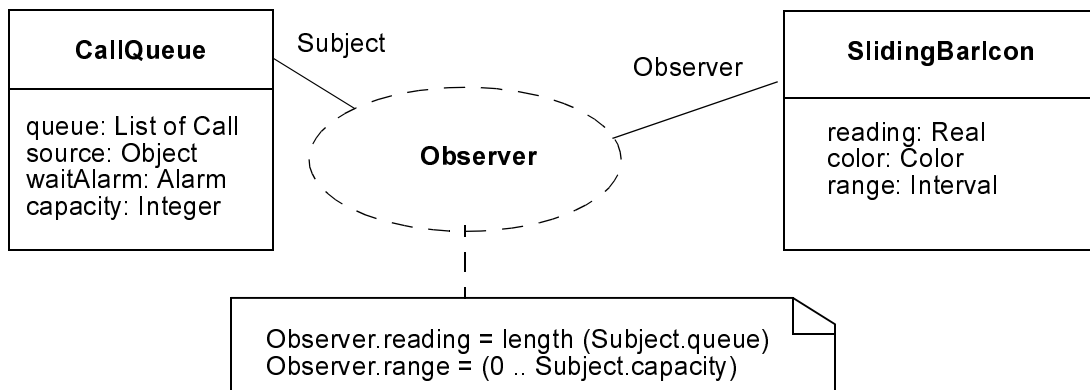 CallQueue
Subject
Observer
SlidingBarIcon
queue: List of Call
source: Object
waitAlarm: Alarm
capacity: Integer
Observer
reading: Real
color: Color
range: Interval
Observer.reading = length (Subject.queue)
Observer.range = (0 .. Subject.capacity)